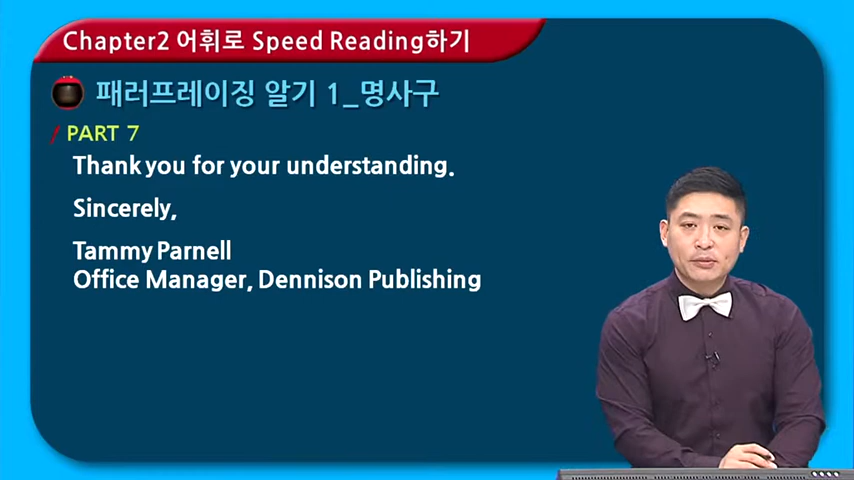 Chapter2 어휘로 Speed Reading하기
패러프레이징 알기 1_명사구
/ PART 7
Thank you for your understanding.
Sincerely,
Tammy Parnell
Office Manager, Dennison Publishing